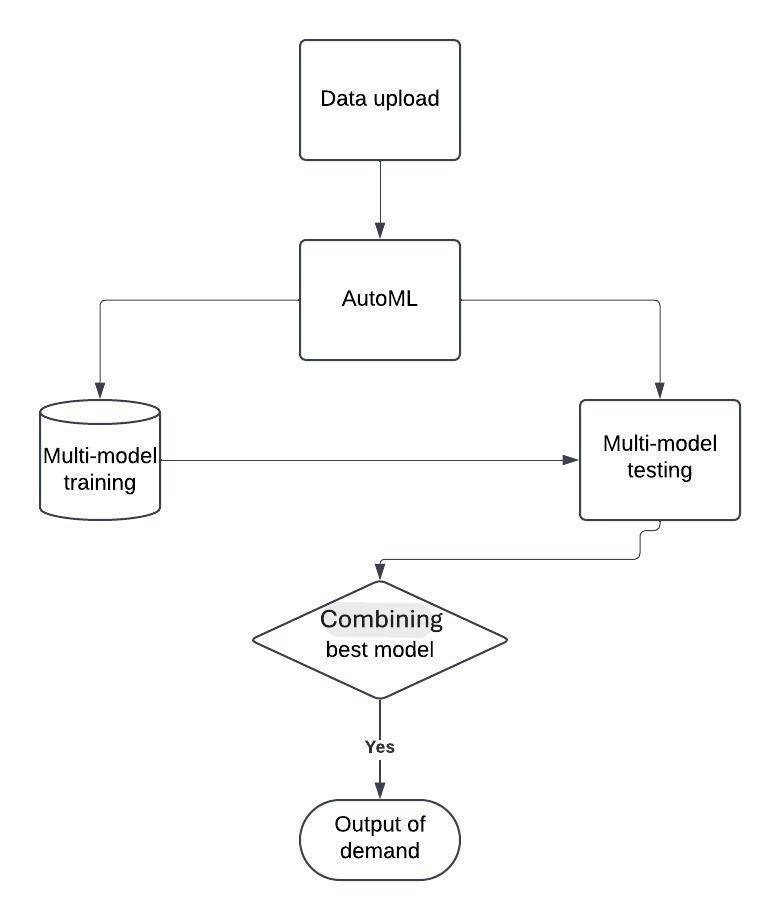 Data upload
AutoML
Multi-model
training
Multi-model
testing
Combining
best model
Yes
Output of
demand